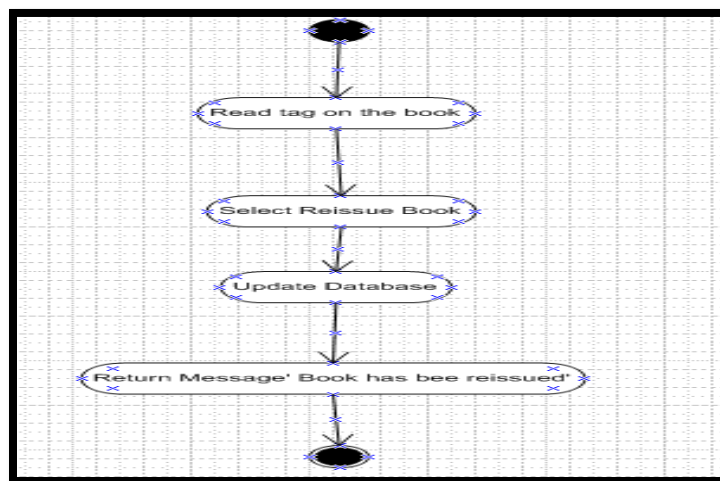 Read tag on the book
Select Reissue Book
Update Database
Return Message' Book has bee reissued'